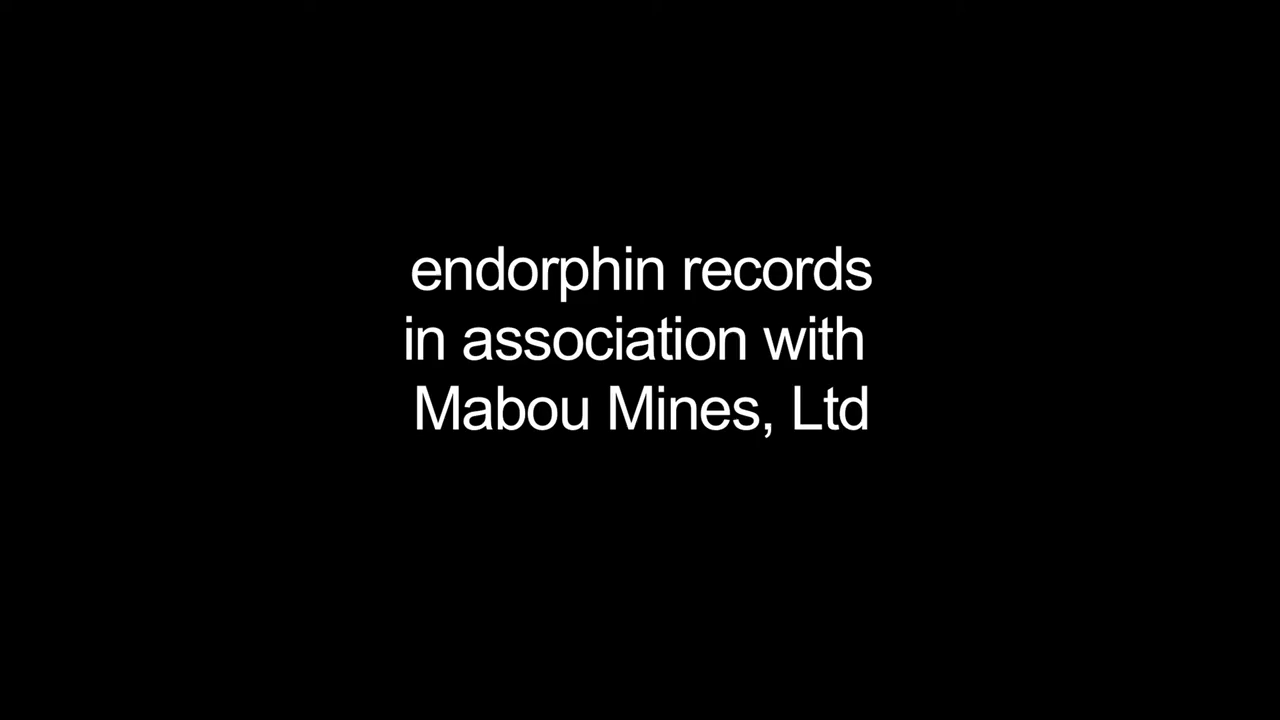 endorphin records
in association with
Mabou Mines, Ltd